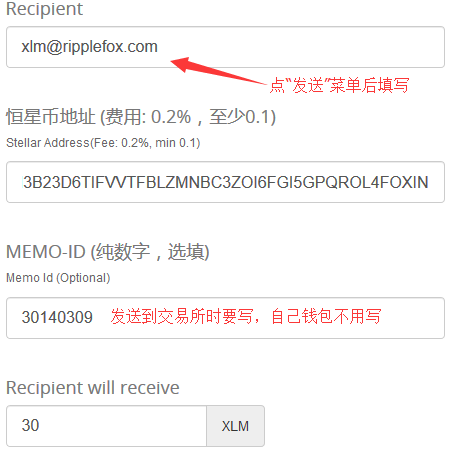 Recipient
xlm@ripplefox.com
点“发送”菜单后填写
恒星币地址 (费用: 0.2%，至少0.1)
Stellar Address(Fee: 0.2%, min 0.1)
3B23D6TIFVVTFBLZMNBC3ZOI6FGI5GPQROL4FOXIN
MEMO-ID (纯数字，选填)
Memo Id (Optional)
30140309 发送到交易所时要写，自己钱包不用写
Recipient will receive
30 XLM